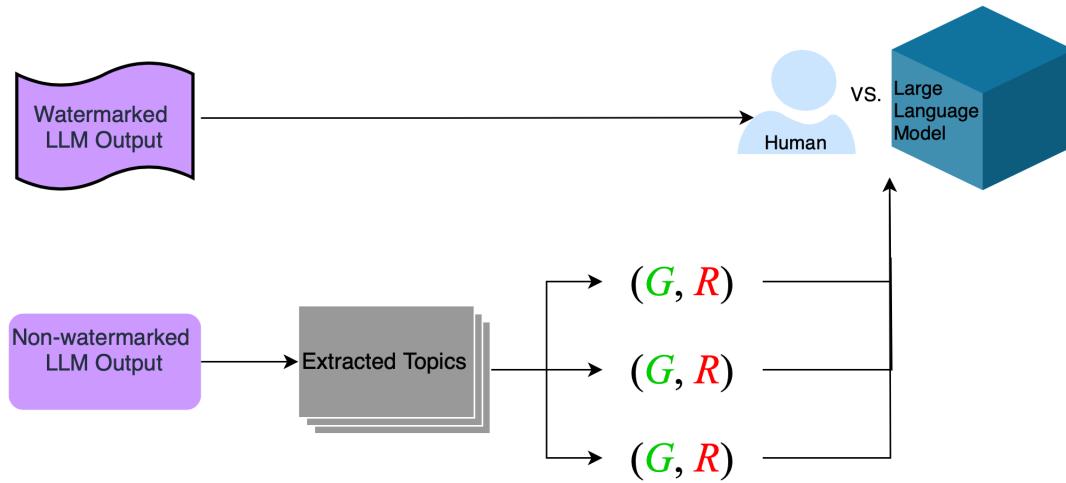 Watermarked
LLM Output
Human
VS.
Large
Language
Model
Non-watermarked
LLM Output
Extracted Topics
(G, R)
(G, R)
(G, R)